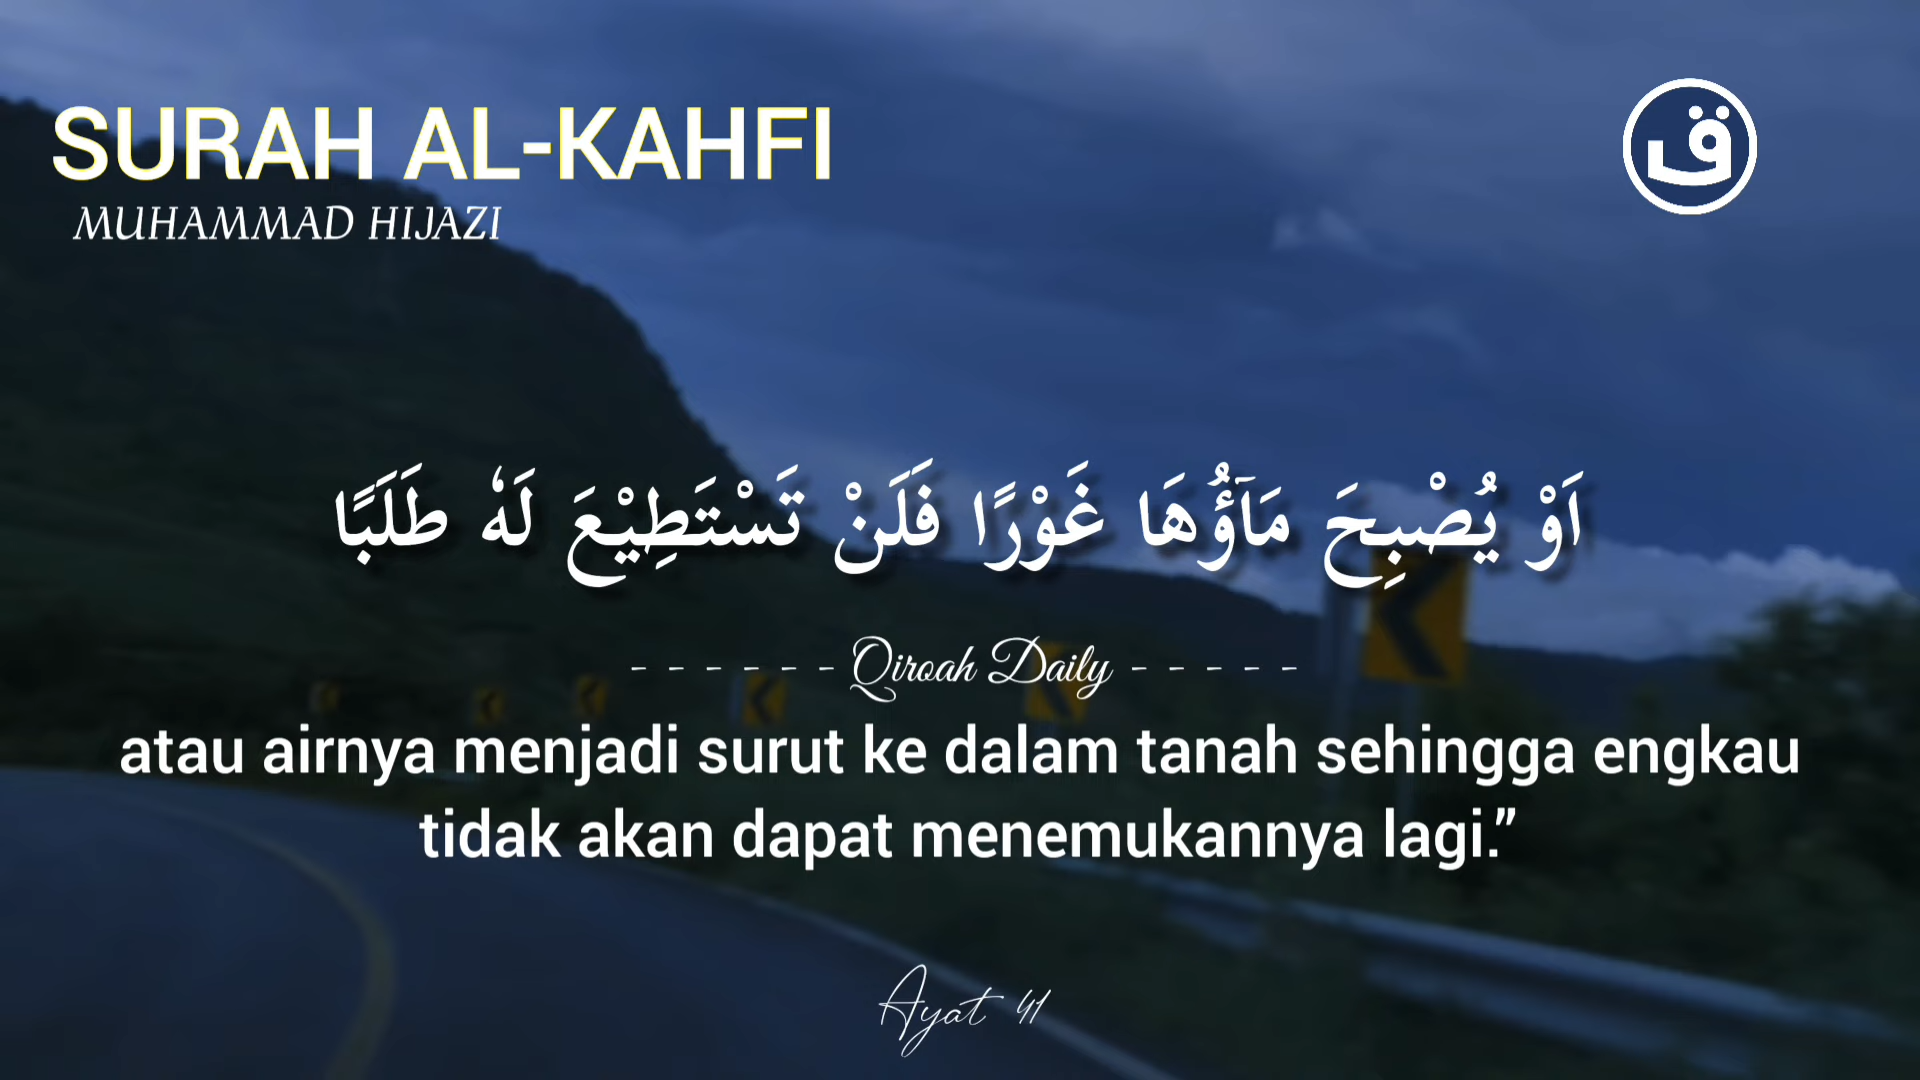 SURAH AL-KAHFI
MUHAMMAD HIJAZI
ق
اَوْ يُصْبِحَ مَاۤؤُهَا غَوْرًا فَلَنْ تَسْتَطِيْعَ لَهٗ طَلَبًا
- - - - - - Qiroah Daily - - - - -
atau airnya menjadi surut ke dalam tanah sehingga engkau
tidak akan dapat menemukannya lagi.”
Ayat 41